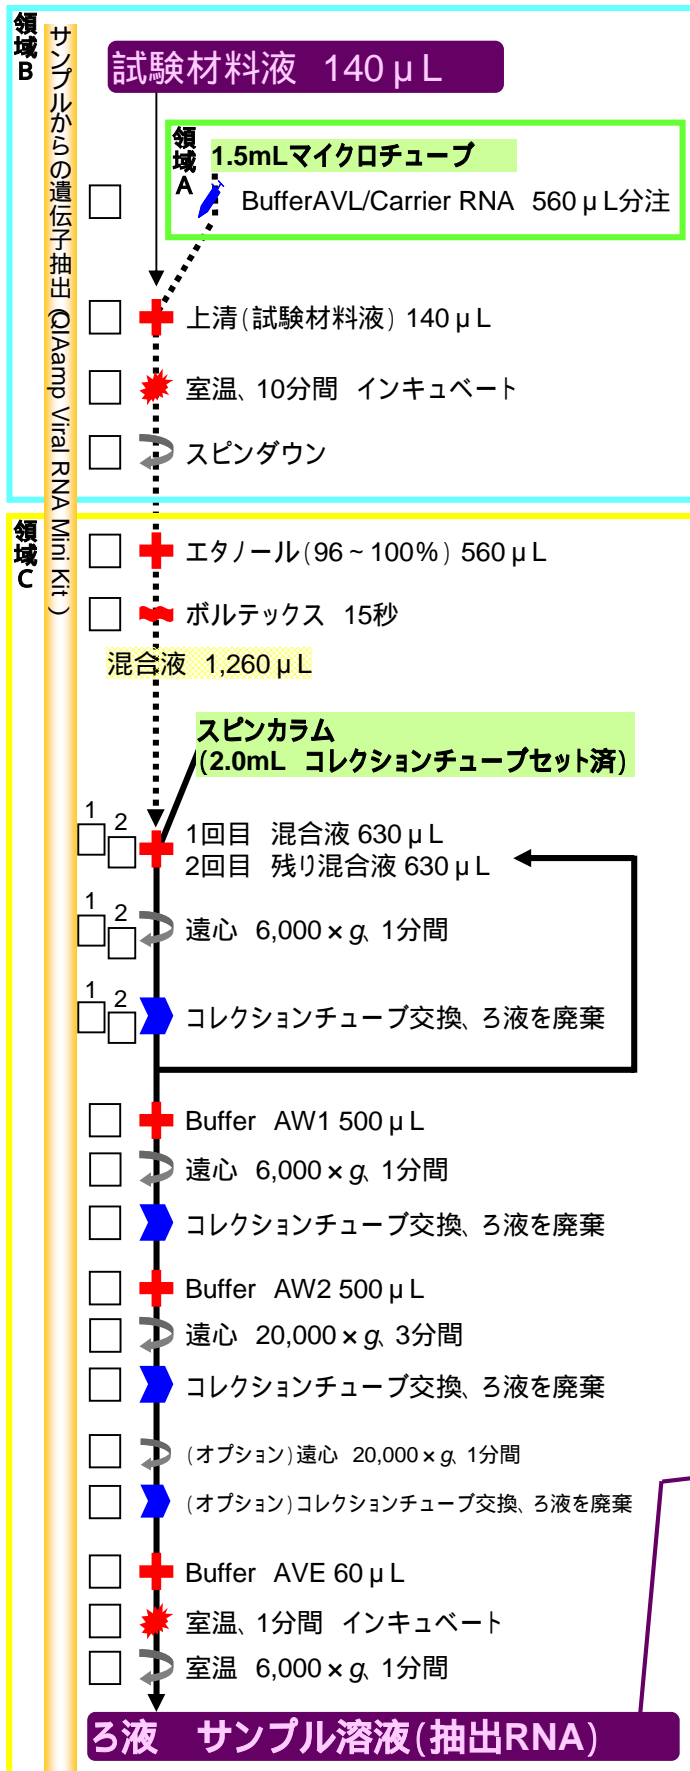 領域B
サンプルからの遺伝子抽出(QIAamp Viral RNA Mini Kit)
試験材料液 140μL
領域A
1.5mLマイクロチューブ
BufferAVL/Carrier RNA 560μL分注
上清(試験材料液) 140μL
室温、10分間 インキュベート
スピンダウン
領域C
エタノール(96~100%) 560μL
ボルテックス 15秒
混合液 1,260μL
スピンカラム
(2.0mL コレクションチューブセット済)
1 2
1回目 混合液 630μL
2回目 残り混合液 630μL
1 2
遠心 6,000×g、1分間
1 2
コレクションチューブ交換、ろ液を廃棄
Buffer AW1 500μL
遠心 6,000×g、1分間
コレクションチューブ交換、ろ液を廃棄
Buffer AW2 500μL
遠心 20,000×g、3分間
コレクションチューブ交換、ろ液を廃棄
(オプション)遠心 20,000×g、1分間
(オプション)コレクションチューブ交換、ろ液を廃棄
Buffer AVE 60μL
室温、1分間 インキュベート
室温 6,000×g、1分間
ろ液 サンプル溶液(抽出RNA)